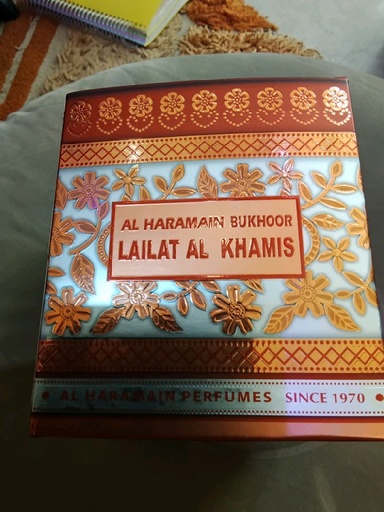 AL HARAMAIN BUKHOOR
LAILAT AL KHAMIS
• AL HARAMAIN PERFUMES SINCE 1970 •